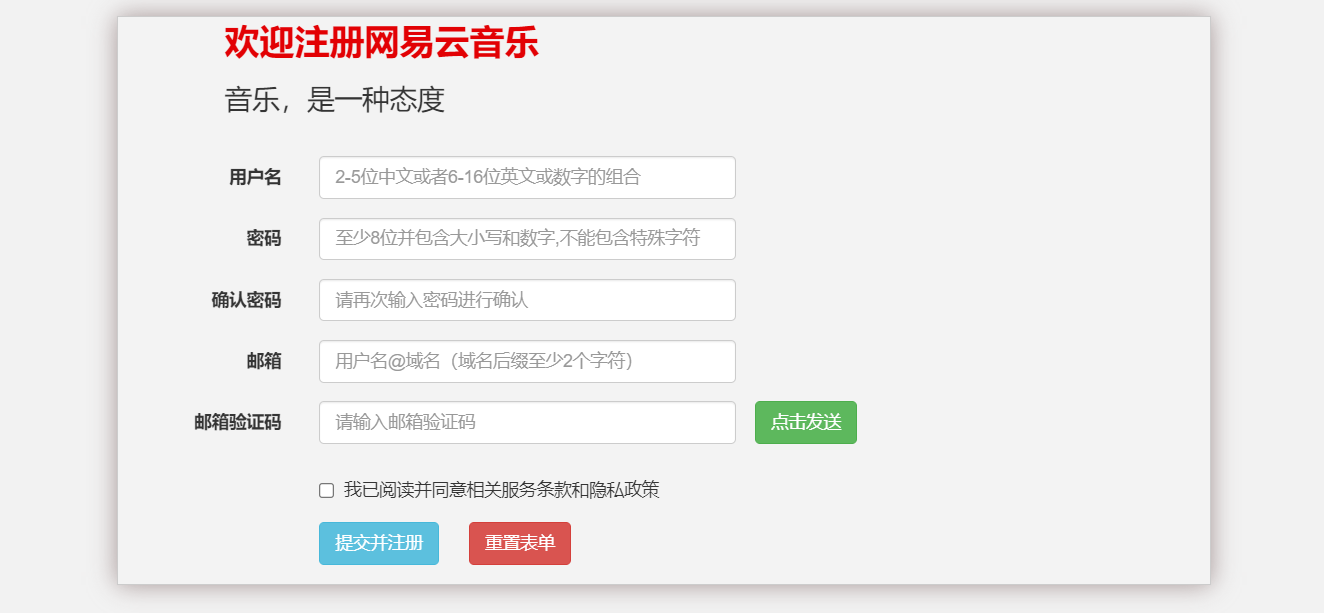 欢迎注册网易云音乐
音乐，是一种态度
用户名 2-5位中文或者6-16位英文或数字的组合
密码 至少8位并包含大小写和数字,不能包含特殊字符
确认密码 请再次输入密码进行确认
邮箱 用户名@域名（域名后缀至少2个字符）
邮箱验证码 请输入邮箱验证码 点击发送
我已阅读并同意相关服务条款和隐私政策
提交并注册 重置表单